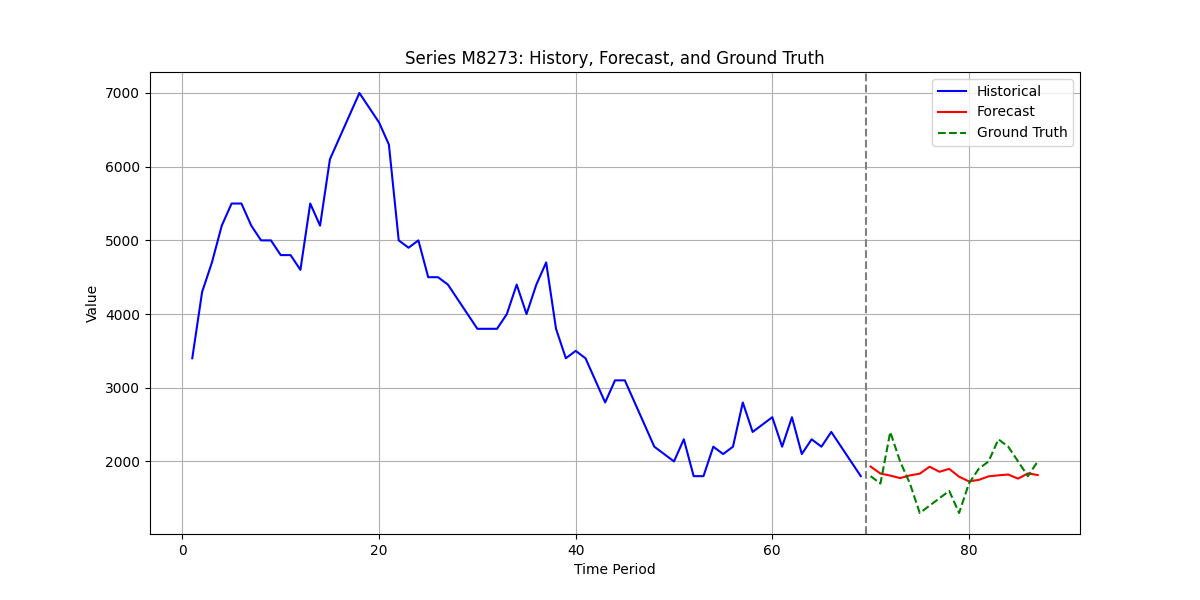 Series M8273: History, Forecast, and Ground Truth
7000
6000
5000
4000
3000
2000
Value
0
20
40
60
80
Time Period
Historical
Forecast
Ground Truth